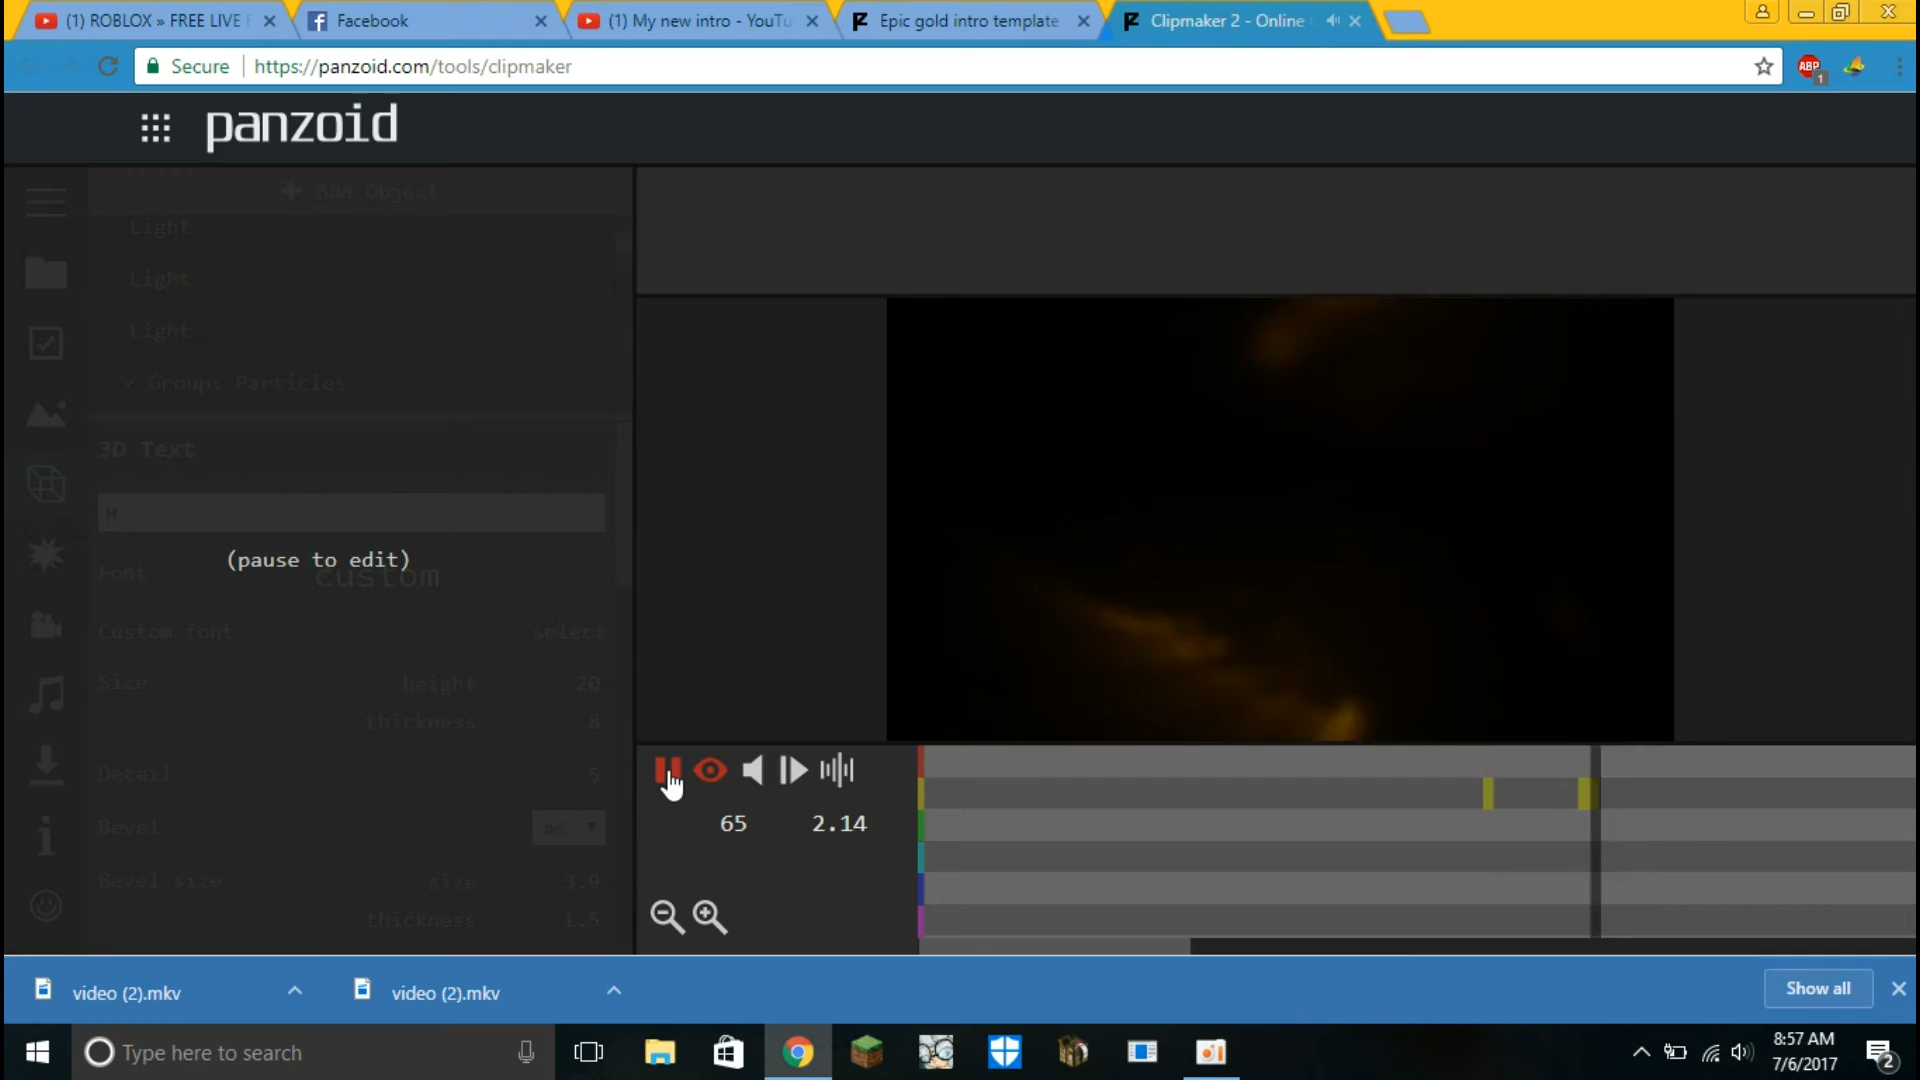 (1) ROBLOX » FREE LIVE
Facebook
(1) My new intro - YouTu
Epic gold intro template
Clipmaker 2 - Online
Secure
https://panzoid.com/tools/clipmaker
ABP
1
panzoid
+ Add Object
Light
Light
Light
Group: Particles
3D Text
H
(pause to edit)
Font
custom
Custom font
select
Size
height
20
thickness
8
Detail
5
Bevel
on
Bevel size
size
3.9
thickness
1.5
65
2.14
video (2).mkv
video (2).mkv
Show all
Type here to search
8:57 AM
7/6/2017
2